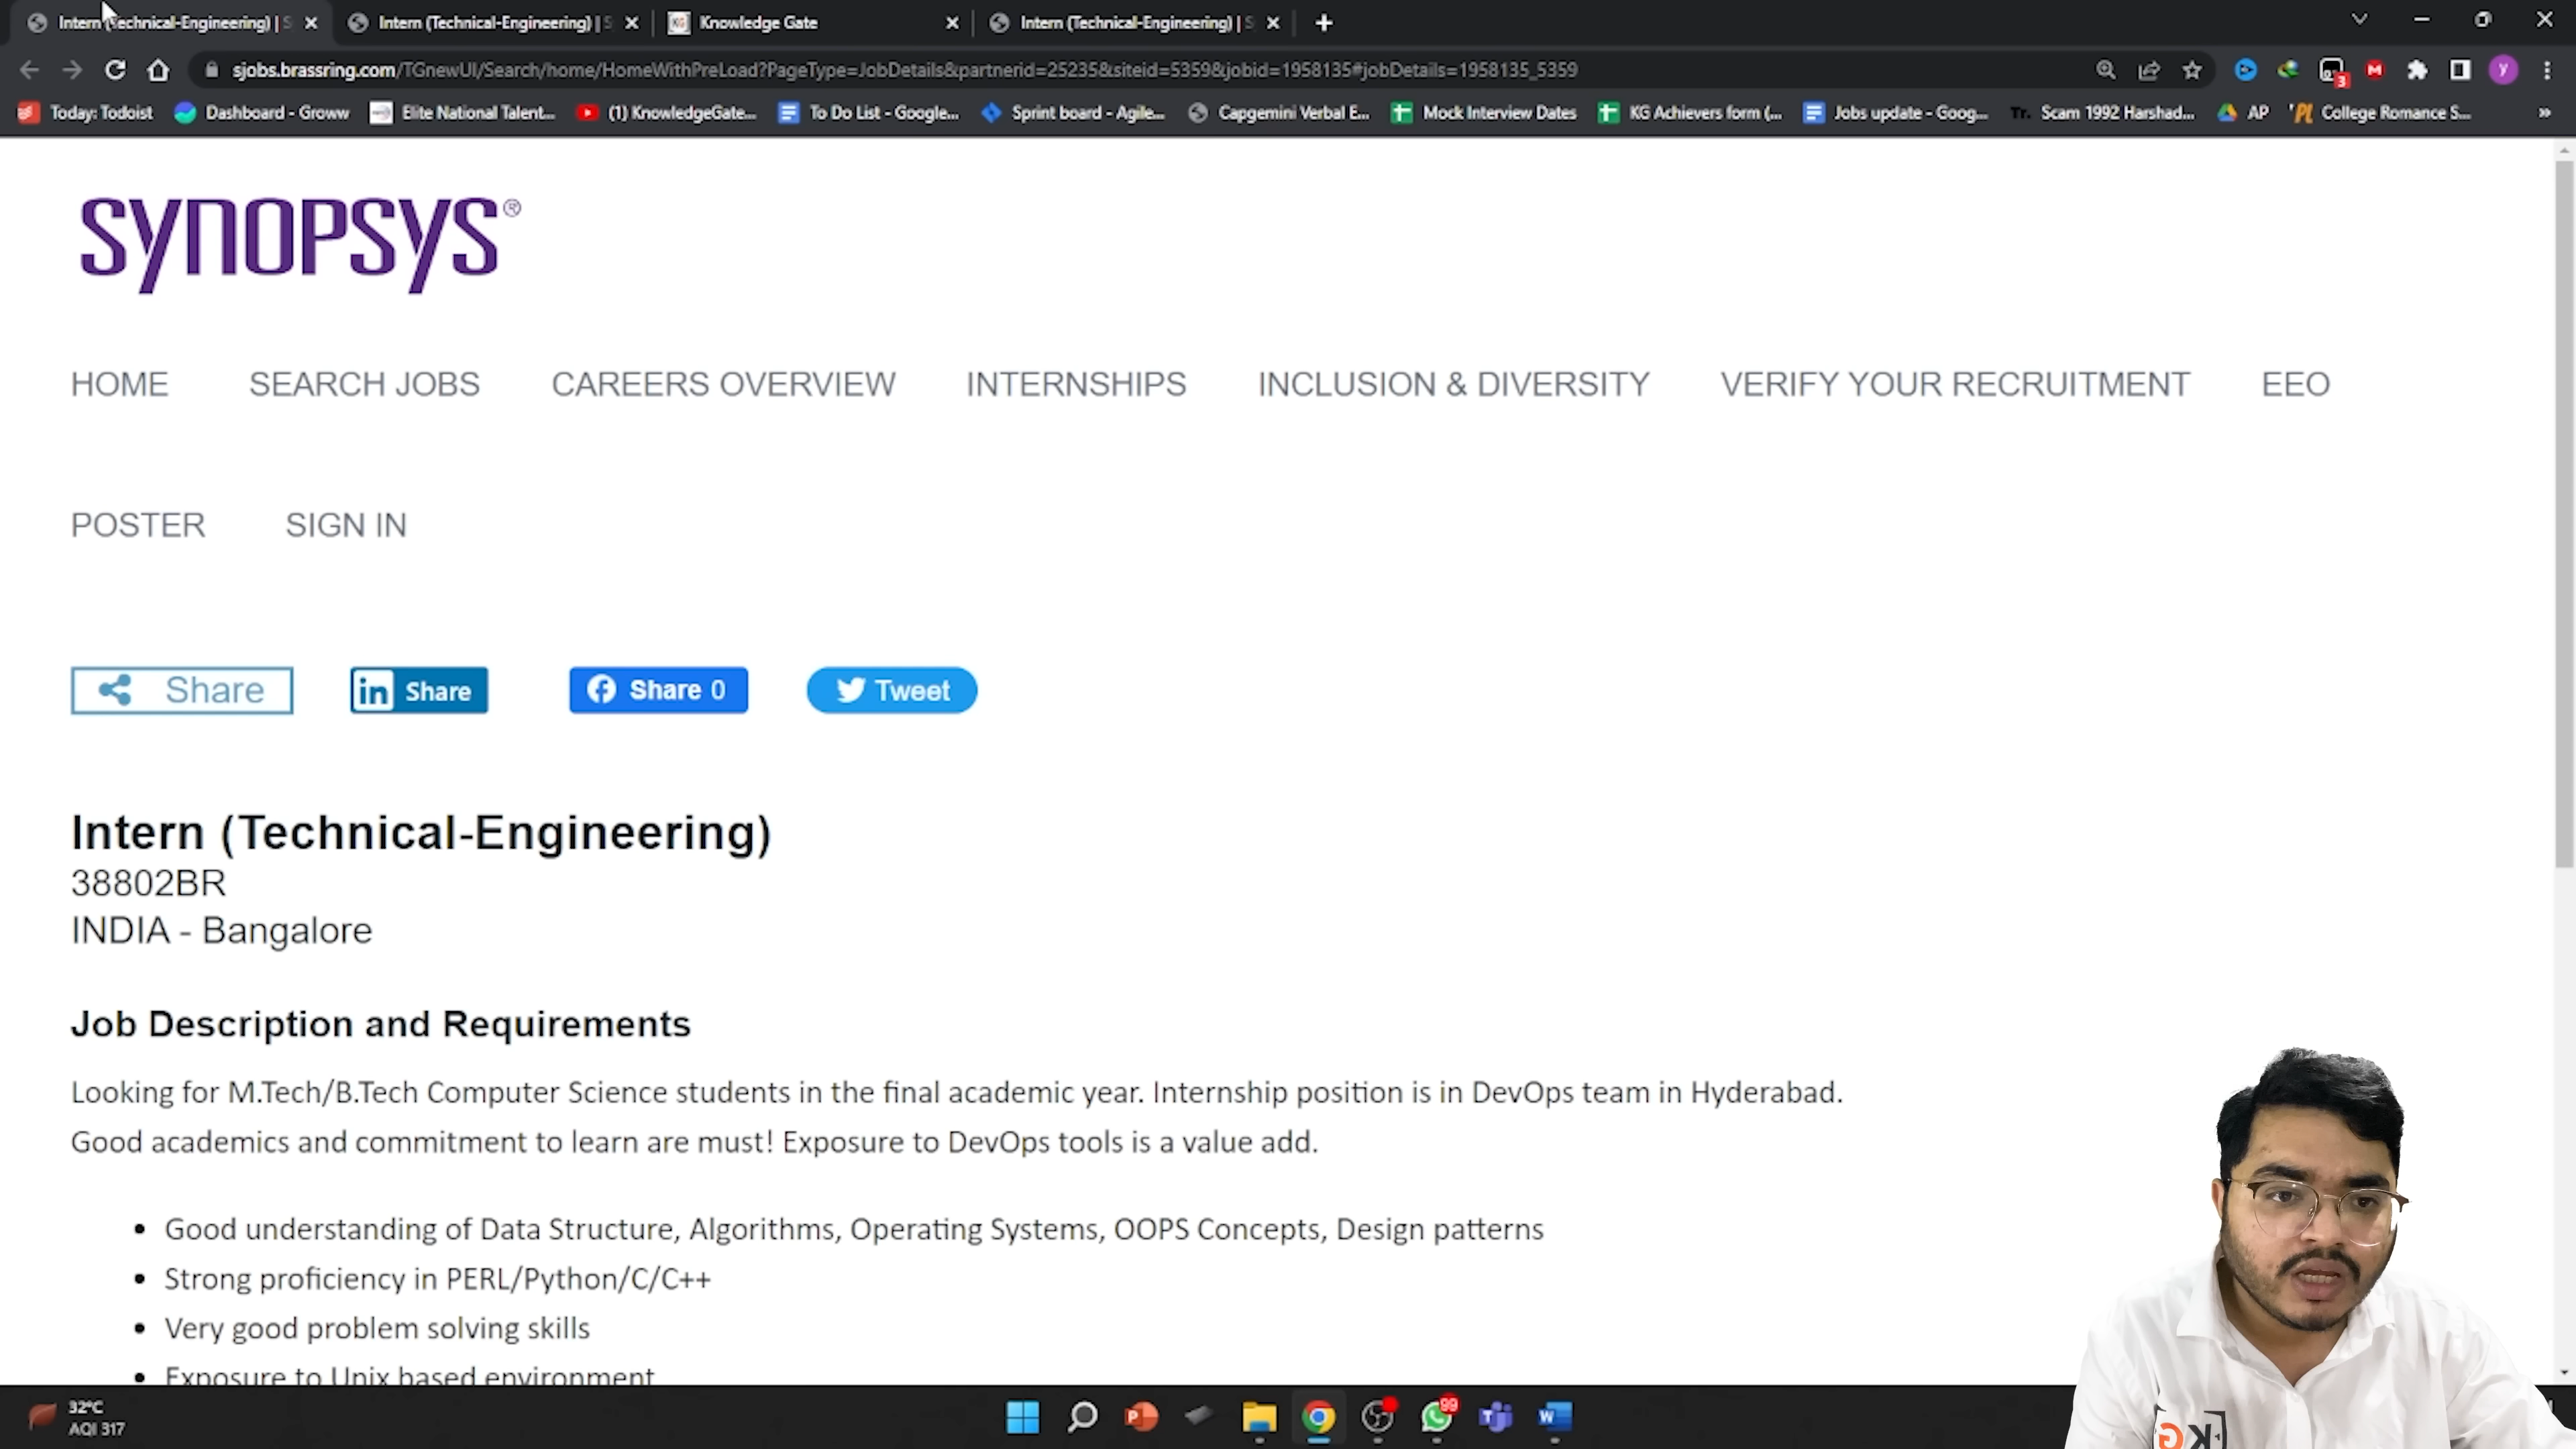 Intern (Technical-Engineering) | S
Intern (Technical-Engineering) | S
Knowledge Gate
Intern (Technical-Engineering) | S
sjobs.brassring.com/TGnewUI/Search/home/HomeWithPreLoad?PageType=JobDetails&partnerid=25235&siteid=5359&jobid=1958135#jobDetails=1958135_5359
3
y
Today: Todoist
Dashboard - Groww
Elite National Talent...
(1) KnowledgeGate...
To Do List - Google...
Sprint board - Agile...
Capgemini Verbal E...
Mock Interview Dates
KG Achievers form (...
Jobs update - Goog...
Tr. Scam 1992 Harshad...
AP
College Romance S...
SYNOPSYS®
HOME SEARCH JOBS CAREERS OVERVIEW INTERNSHIPS INCLUSION & DIVERSITY VERIFY YOUR RECRUITMENT EEO
POSTER SIGN IN
Share
in Share
Share 0
Tweet
Intern (Technical-Engineering)
38802BR
INDIA - Bangalore
Job Description and Requirements
Looking for M.Tech/B.Tech Computer Science students in the final academic year. Internship position is in DevOps team in Hyderabad.
Good academics and commitment to learn are must! Exposure to DevOps tools is a value add.
• Good understanding of Data Structure, Algorithms, Operating Systems, OOPS Concepts, Design patterns
• Strong proficiency in PERL/Python/C/C++
• Very good problem solving skills
• Exposure to Unix based environment
32°C
AQI 317
99
KG